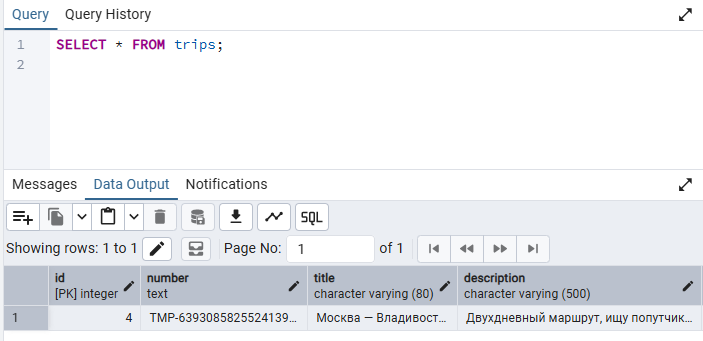 Query Query History
1 SELECT * FROM trips;
2
Messages Data Output Notifications
SQL
Showing rows: 1 to 1 Page No: 1 of 1
id number title description
[PK] integer text character varying (80) character varying (500)
1 4 TMP-6393085825524139... Москва — Владивост... Двухдневный маршрут, ищу попутчик...